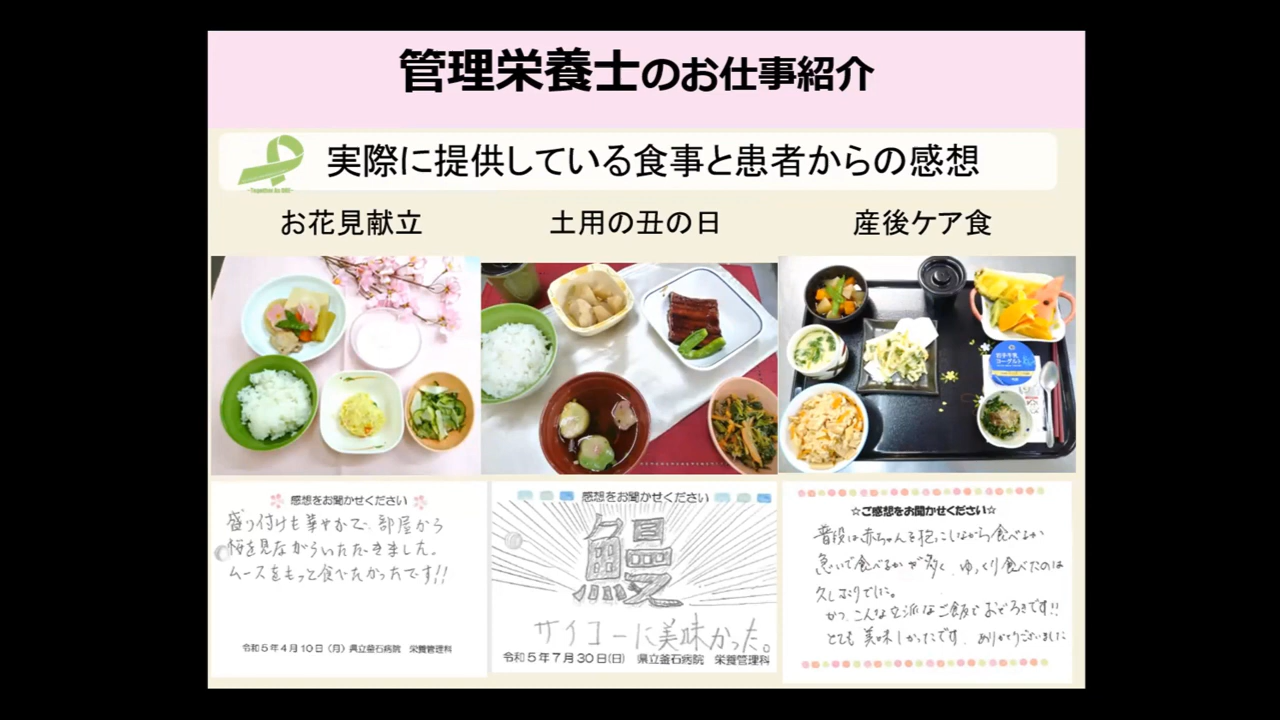 管理栄養士のお仕事紹介
実際に提供している食事と患者からの感想
お花見献立
土用の丑の日
産後ケア食
感想をお聞かせください
盛り付けも華やかで、部屋から
桜を見ながらいただきました。
ムースをもっと食べたかったです!!
令和5年4月10日(月) 県立釜石病院 栄養管理科
感想をお聞かせください
鰻
サイコーに美味かった。
令和5年7月30日(日) 県立釜石病院 栄養管理科
☆ご感想をお聞かせください☆
普段は赤ちゃんを抱っこしながら食べるか
急いで食べるかが多く、ゆっくり食べたのは
久しぶりでした。
かつ、こんな立派なご飯でおどろきです!!
とても美味しかったです。ありがとうございました